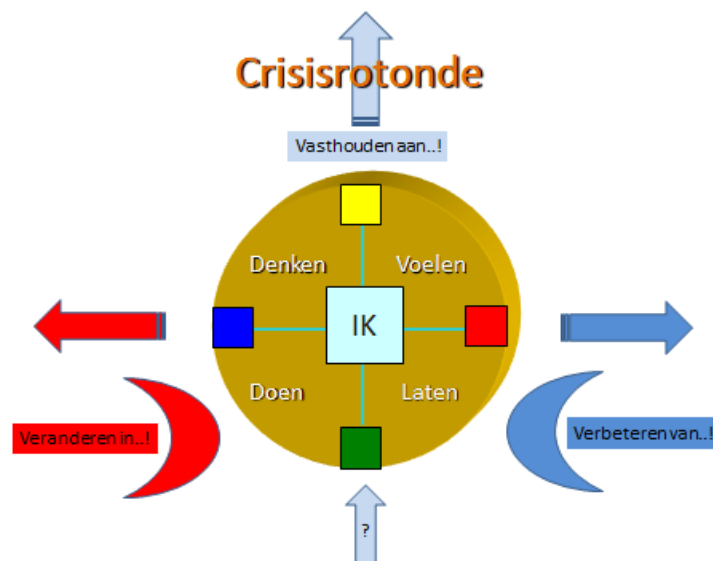 Crisisrotonde
Vasthouden aan..!
Denken
Voelen
IK
Doen
Laten
Veranderen in..!
Verbeteren van..!
?